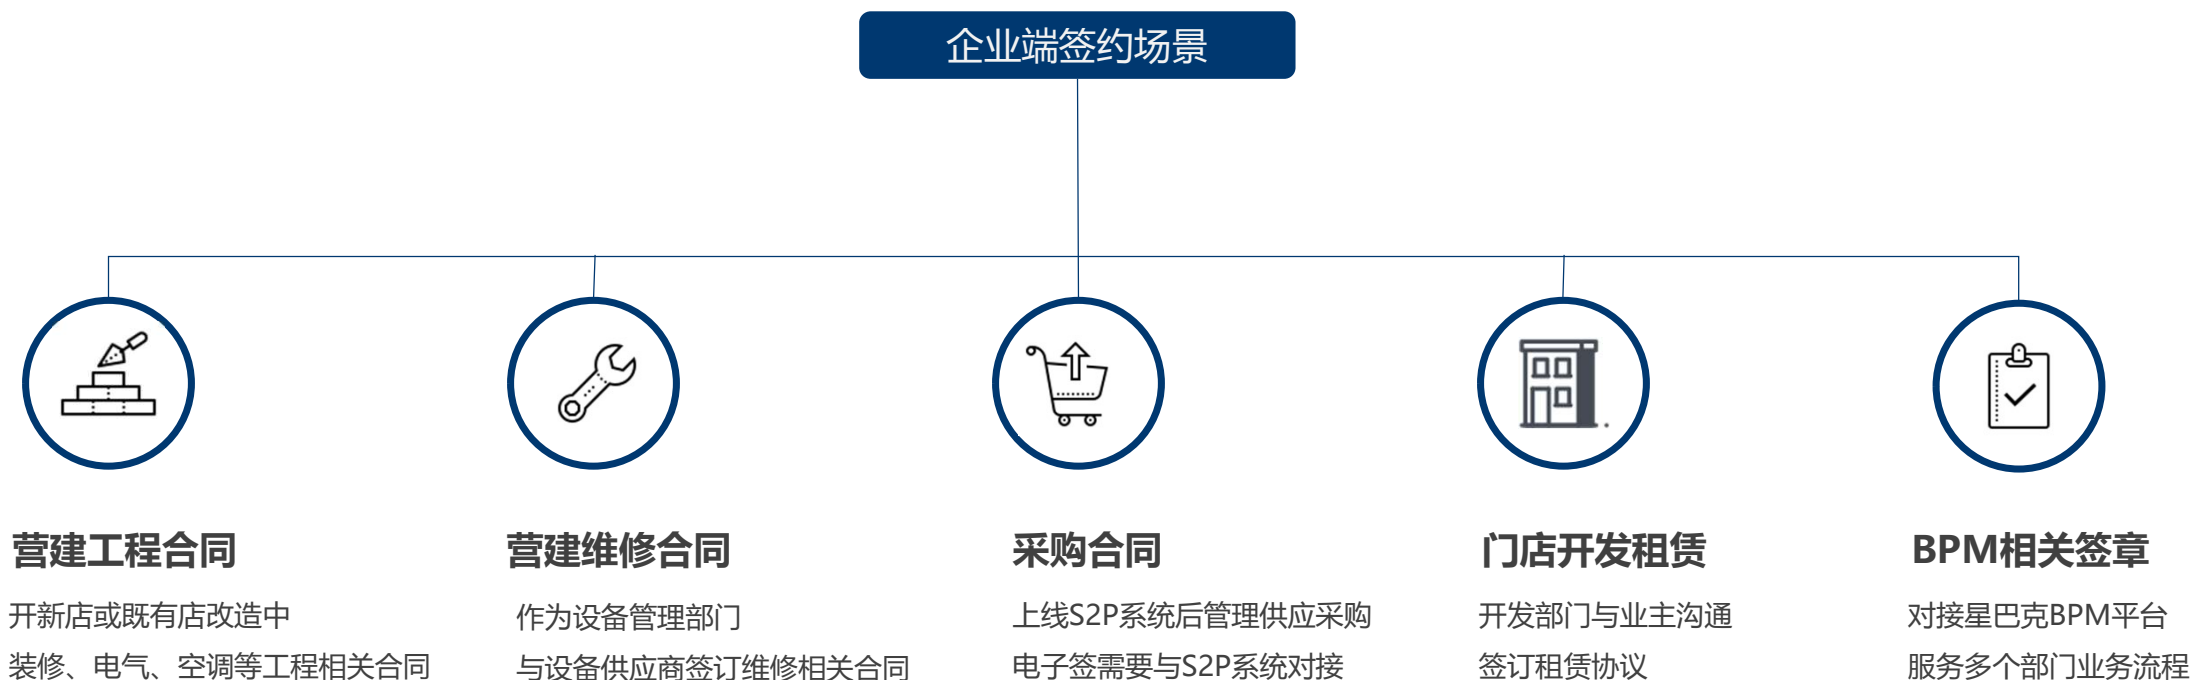 企业端签约场景
营建工程合同
开新店或既有店改造中
装修、电气、空调等工程相关合同
营建维修合同
作为设备管理部门
与设备供应商签订维修相关合同
采购合同
上线S2P系统后管理供应采购
电子签需要与S2P系统对接
门店开发租赁
开发部门与业主沟通
签订租赁协议
BPM相关签章
对接星巴克BPM平台
服务多个部门业务流程